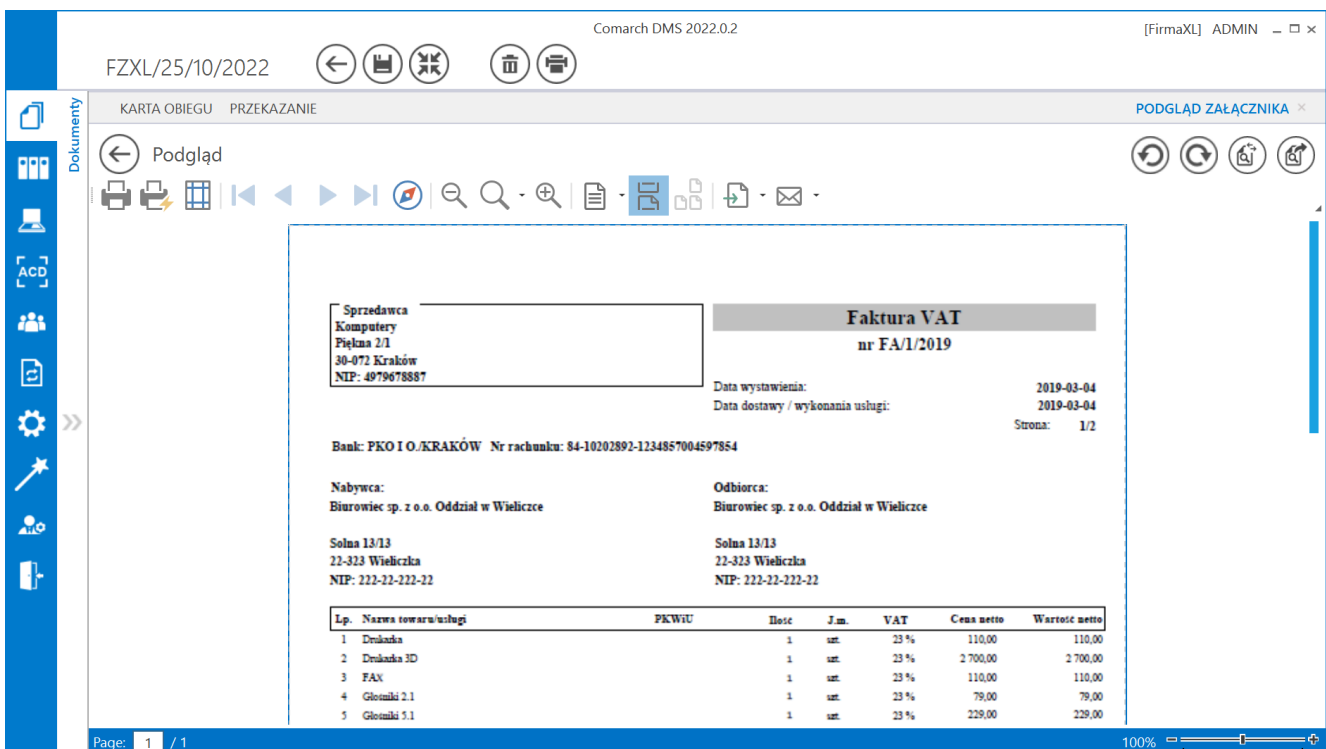 Comarch DMS 2022.0.2
[FirmaXL] ADMIN
FZXL/25/10/2022
Dokumenty
KARTA OBIEGU PRZEKAZANIE
PODGLĄD ZAŁĄCZNIKA
Podgląd
ACD
Sprzedawca
Komputery
Piękna 2/1
30-072 Kraków
NIP: 4979678887
Faktura VAT
nr FA/1/2019
Data wystawienia: 2019-03-04
Data dostawy / wykonania usługi: 2019-03-04
Strona: 1/2
Bank: PKO I O./KRAKÓW Nr rachunku: 84-10202892-1234857004597854
Nabywca:
Biurowiec sp. z o.o. Oddział w Wieliczce
Solna 13/13
22-323 Wieliczka
NIP: 222-22-222-22
Odbiorca:
Biurowiec sp. z o.o. Oddział w Wieliczce
Solna 13/13
22-323 Wieliczka
NIP: 222-22-222-22
Lp. Nazwa towaru/usługi PKWiU Ilość J.m. VAT Cena netto Wartość netto
1 Drukarka 1 szt. 23 % 110,00 110,00
2 Drukarka 3D 1 szt. 23 % 2 700,00 2 700,00
3 FAX 1 szt. 23 % 110,00 110,00
4 Głośniki 2.1 1 szt. 23 % 79,00 79,00
5 Głośniki 5.1 1 szt. 23 % 229,00 229,00
Page: 1 / 1
100%